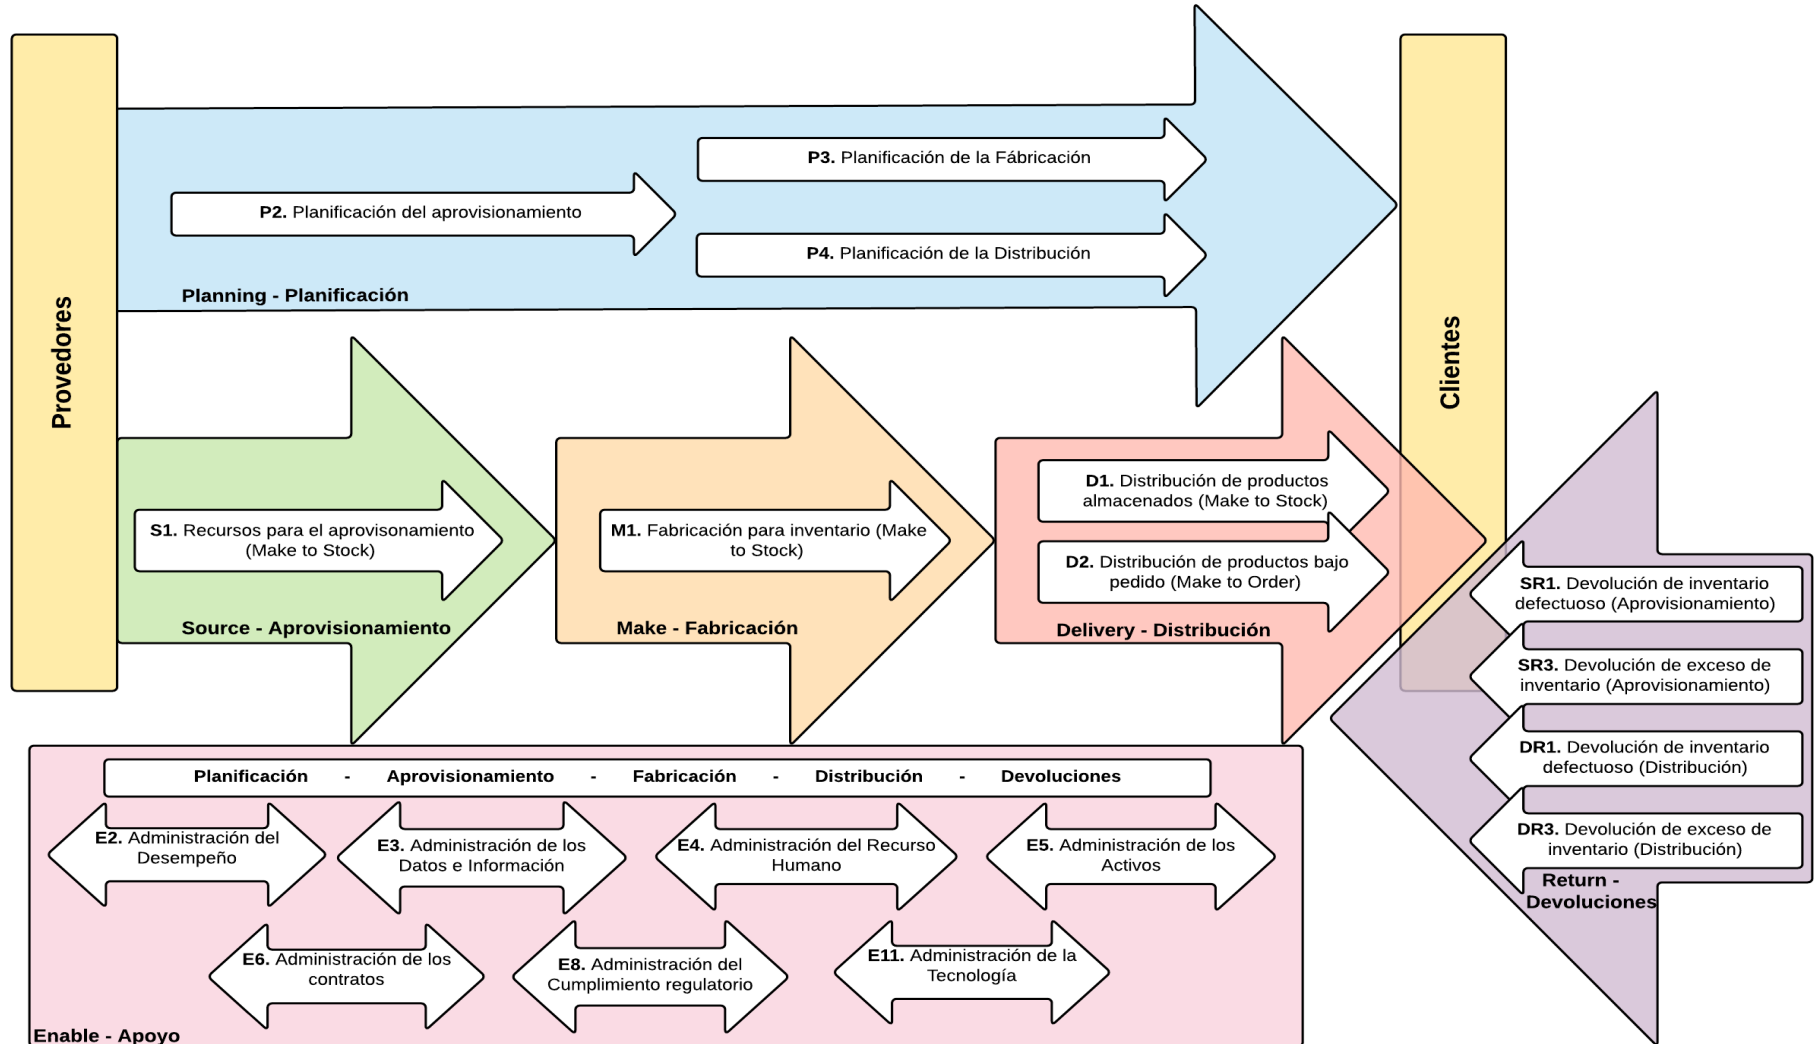 Provedores
P3. Planificación de la Fábricación
P2. Planificación del aprovisionamiento
P4. Planificación de la Distribución
Planning - Planificación
Clientes
S1. Recursos para el aprovisonamiento
(Make to Stock)
Source - Aprovisionamiento
M1. Fabricación para inventario (Make
to Stock)
Make - Fabricación
D1. Distribución de productos
almacenados (Make to Stock)
D2. Distribución de productos bajo
pedido (Make to Order)
Delivery - Distribución
SR1. Devolución de inventario
defectuoso (Aprovisionamiento)
SR3. Devolución de exceso de
inventario (Aprovisionamiento)
DR1. Devolución de inventario
defectuoso (Distribución)
DR3. Devolución de exceso de
inventario (Distribución)
Return -
Devoluciones
Planificación - Aprovisionamiento - Fabricación - Distribución - Devoluciones
E2. Administración del
Desempeño
E3. Administración de los
Datos e Información
E4. Administración del Recurso
Humano
E5. Administración de los
Activos
E6. Administración de los
contratos
E8. Administración del
Cumplimiento regulatorio
E11. Administración de la
Tecnología
Enable - Apoyo